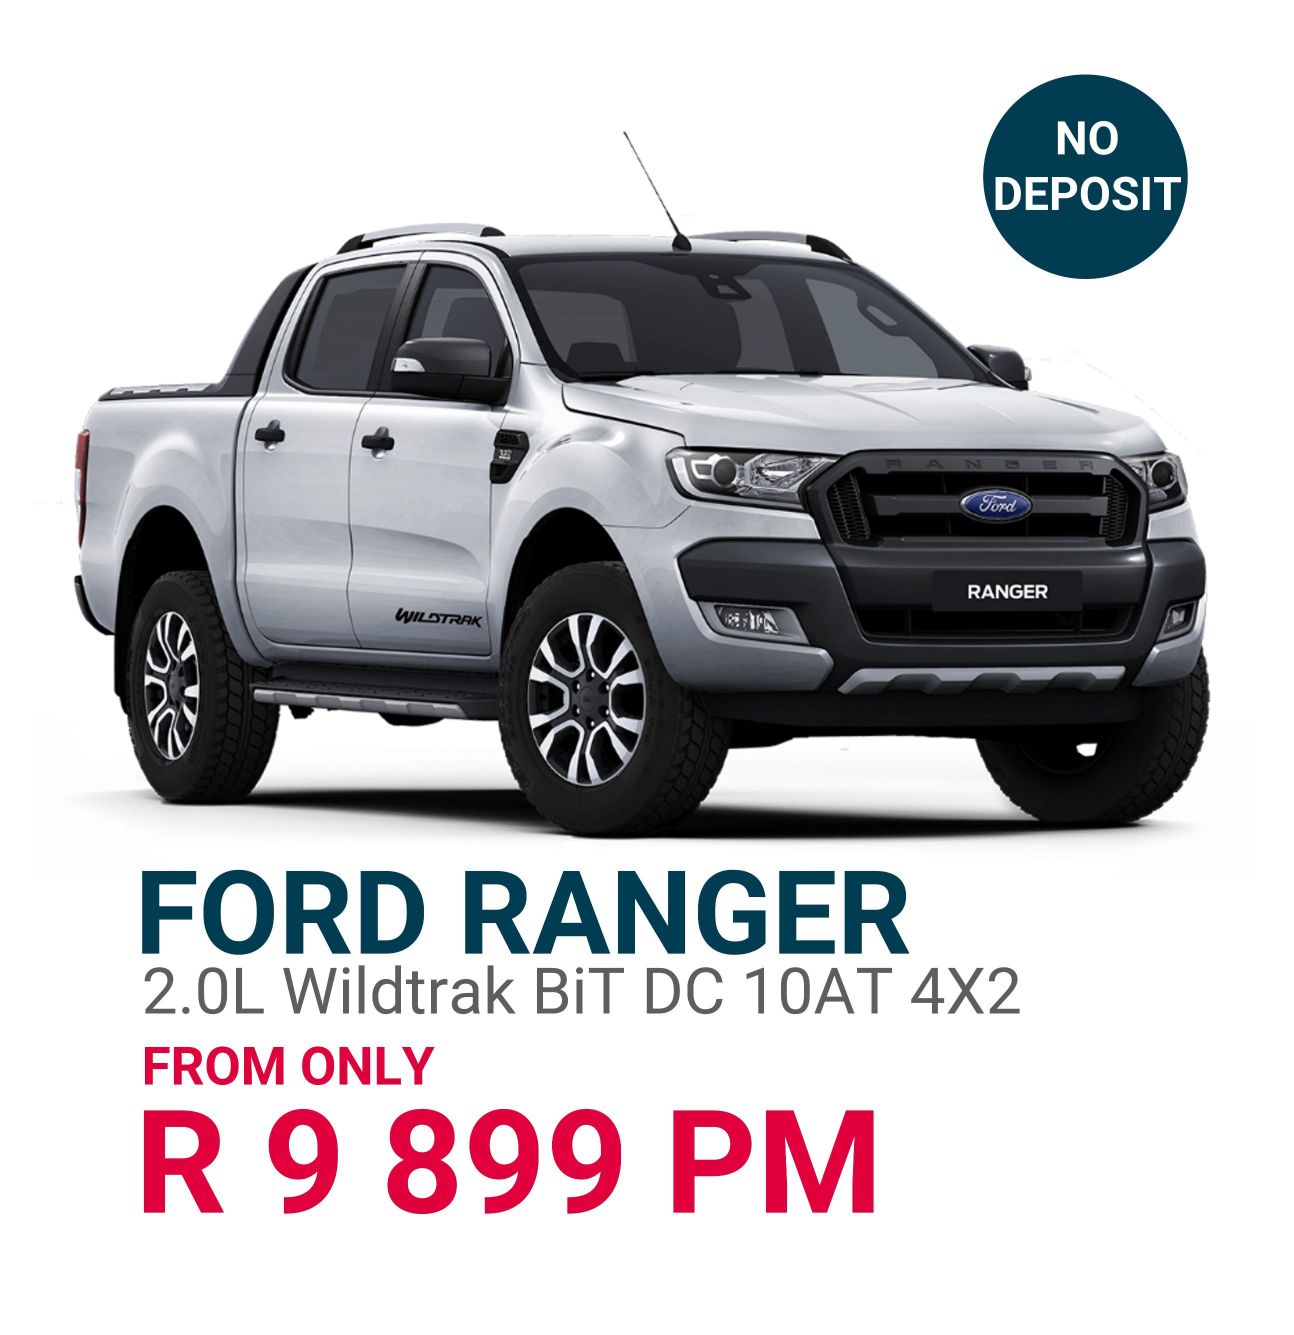 NO
DEPOSIT
RANGER
Ford
RANGER
WILDTRAK
FORD RANGER
2.0L Wildtrak BiT DC 10AT 4X2
FROM ONLY
R 9 899 PM